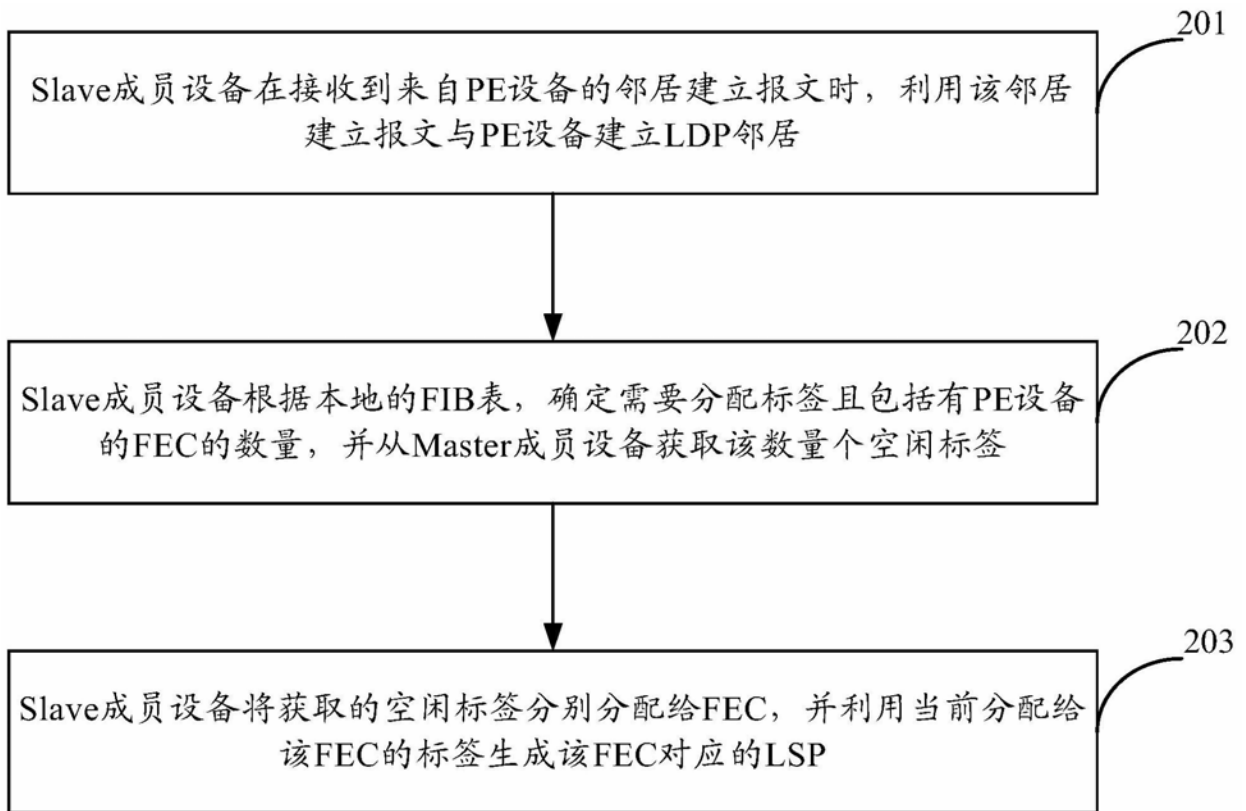 201
Slave成员设备在接收到来自PE设备的邻居建立报文时，利用该邻居
建立报文与PE设备建立LDP邻居
202
Slave成员设备根据本地的FIB表，确定需要分配标签且包括有PE设备
的FEC的数量，并从Master成员设备获取该数量个空闲标签
203
Slave成员设备将获取的空闲标签分别分配给FEC，并利用当前分配给
该FEC的标签生成该FEC对应的LSP